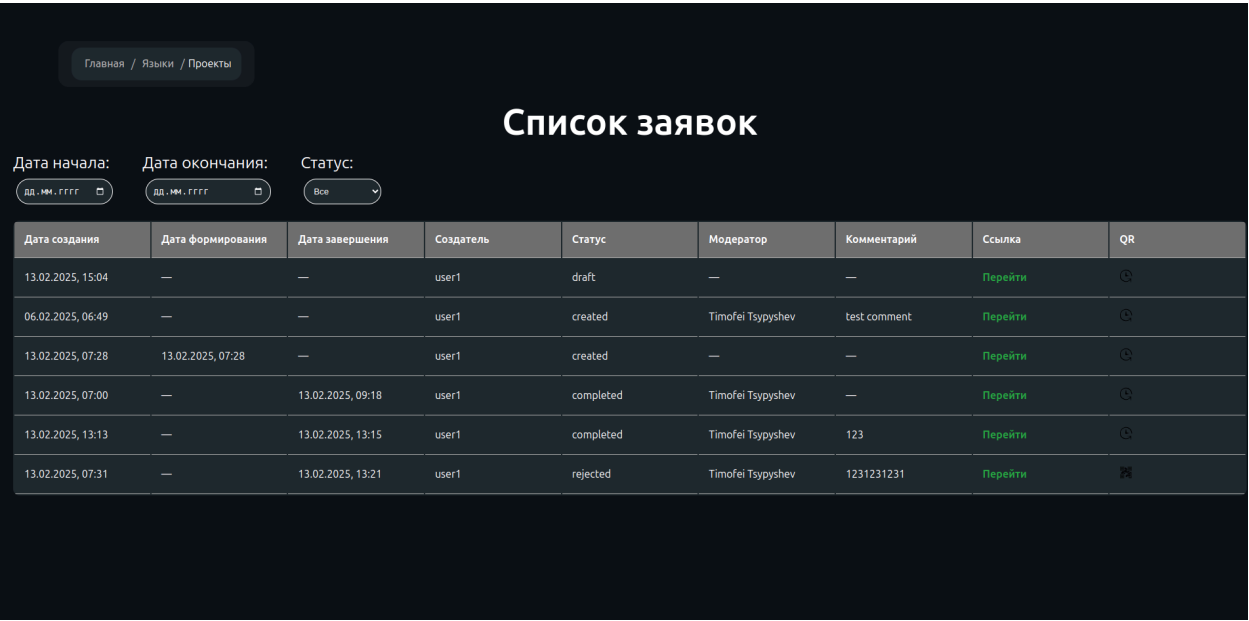 Главная / Языки / Проекты
Список заявок
Дата начала: Дата окончания: Статус:
дд.мм.гггг дд.мм.гггг Все
Дата создания Дата формирования Дата завершения Создатель Статус Модератор Комментарий Ссылка QR
13.02.2025, 15:04 — — user1 draft — — Перейти
06.02.2025, 06:49 — — user1 created Timofei Tsypyshev test comment Перейти
13.02.2025, 07:28 13.02.2025, 07:28 — user1 created — — Перейти
13.02.2025, 07:00 — 13.02.2025, 09:18 user1 completed Timofei Tsypyshev — Перейти
13.02.2025, 13:13 — 13.02.2025, 13:15 user1 completed Timofei Tsypyshev 123 Перейти
13.02.2025, 07:31 — 13.02.2025, 13:21 user1 rejected Timofei Tsypyshev 1231231231 Перейти